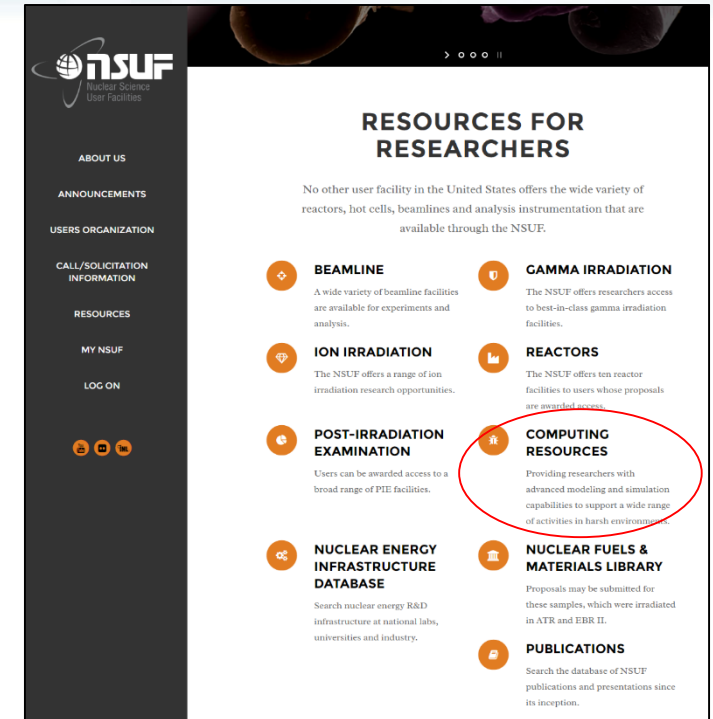 nsuf
Nuclear Science
User Facilities
ABOUT US
ANNOUNCEMENTS
USERS ORGANIZATION
CALL/SOLICITATION
INFORMATION
RESOURCES
MY NSUF
LOG ON
RESOURCES FOR
RESEARCHERS
No other user facility in the United States offers the wide variety of
reactors, hot cells, beamlines and analysis instrumentation that are
available through the NSUF.
BEAMLINE
A wide variety of beamline facilities
are available for experiments and
analysis.
GAMMA IRRADIATION
The NSUF offers researchers access
to best-in-class gamma irradiation
facilities.
ION IRRADIATION
The NSUF offers a range of ion
irradiation research opportunities.
REACTORS
The NSUF offers ten reactor
facilities to users whose proposals
are awarded access.
POST-IRRADIATION
EXAMINATION
Users can be awarded access to a
broad range of PIE facilities.
COMPUTING
RESOURCES
Providing researchers with
advanced modeling and simulation
capabilities to support a wide range
of activities in harsh environments.
NUCLEAR ENERGY
INFRASTRUCTURE
DATABASE
Search nuclear energy R&D
infrastructure at national labs,
universities and industry.
NUCLEAR FUELS &
MATERIALS LIBRARY
Proposals may be submitted for
these samples, which were irradiated
in ATR and EBR II.
PUBLICATIONS
Search the database of NSUF
publications and presentations since
its inception.